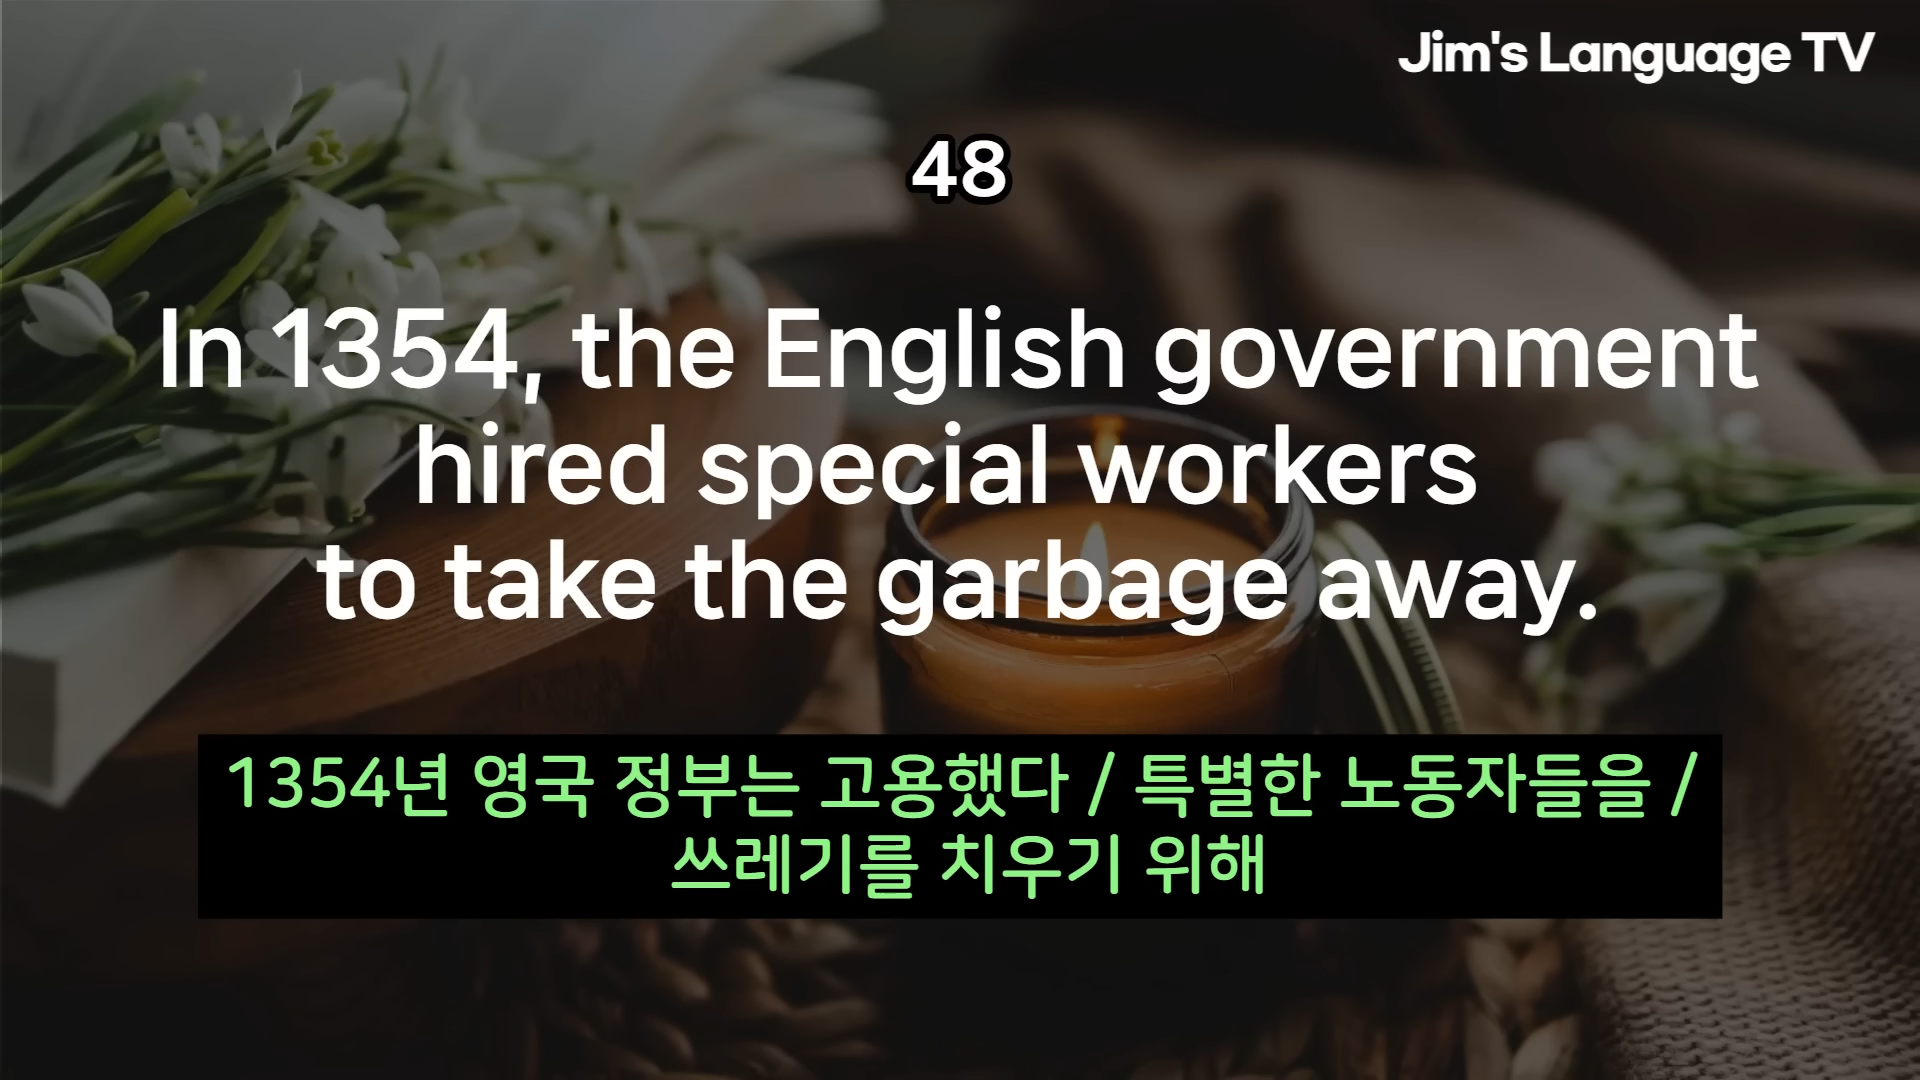 Jim's Language TV
48
In 1354, the English government
hired special workers
to take the garbage away.
1354년 영국 정부는 고용했다 / 특별한 노동자들을 /
쓰레기를 치우기 위해